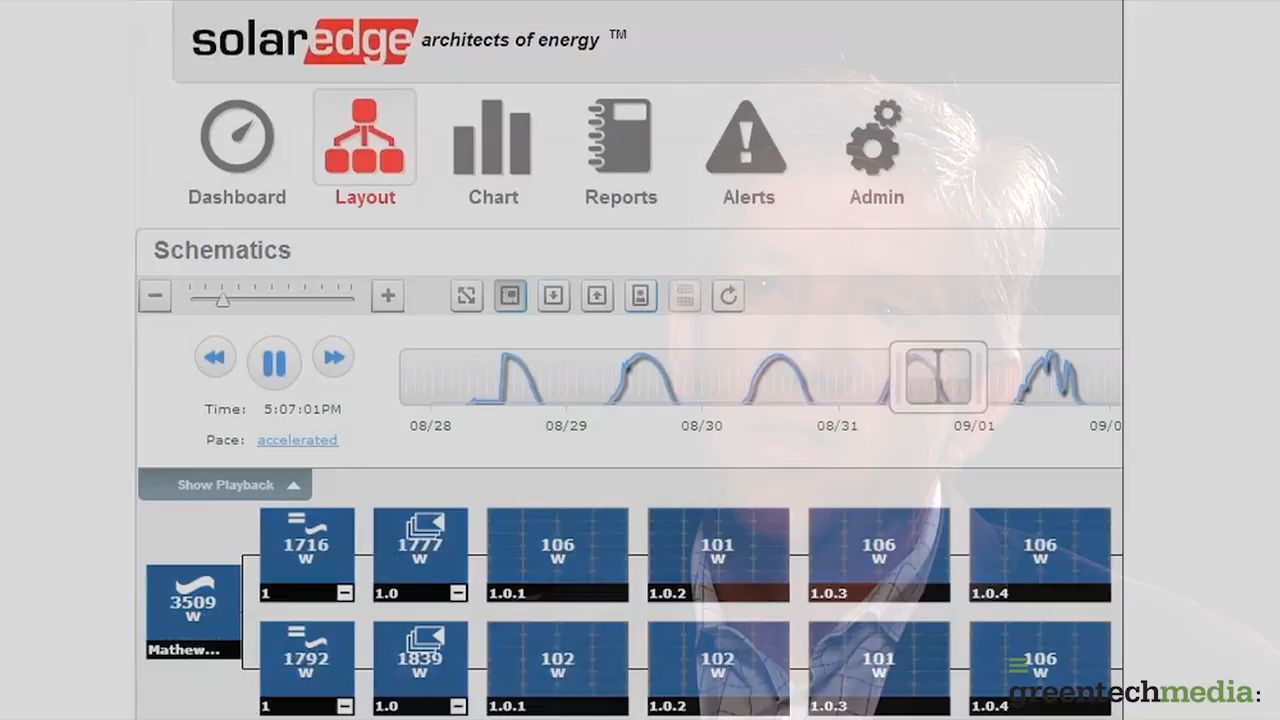 solaredge architects of energy ™
Dashboard Layout Chart Reports Alerts Admin
Schematics
Time: 5:07:01PM
Pace: accelerated
08/28 08/29 08/30 08/31 09/01 09/0
Show Playback
1716 W 1777 W 106 W 101 W 106 W 106 W
1 1.0 1.0.1 1.0.2 1.0.3 1.0.4
3509 W
Mathew...
1792 W 1839 W 102 W 102 W 101 W 106 W
1 1.0 1.0.1 1.0.2 1.0.3 1.0.4
greentechmedia: